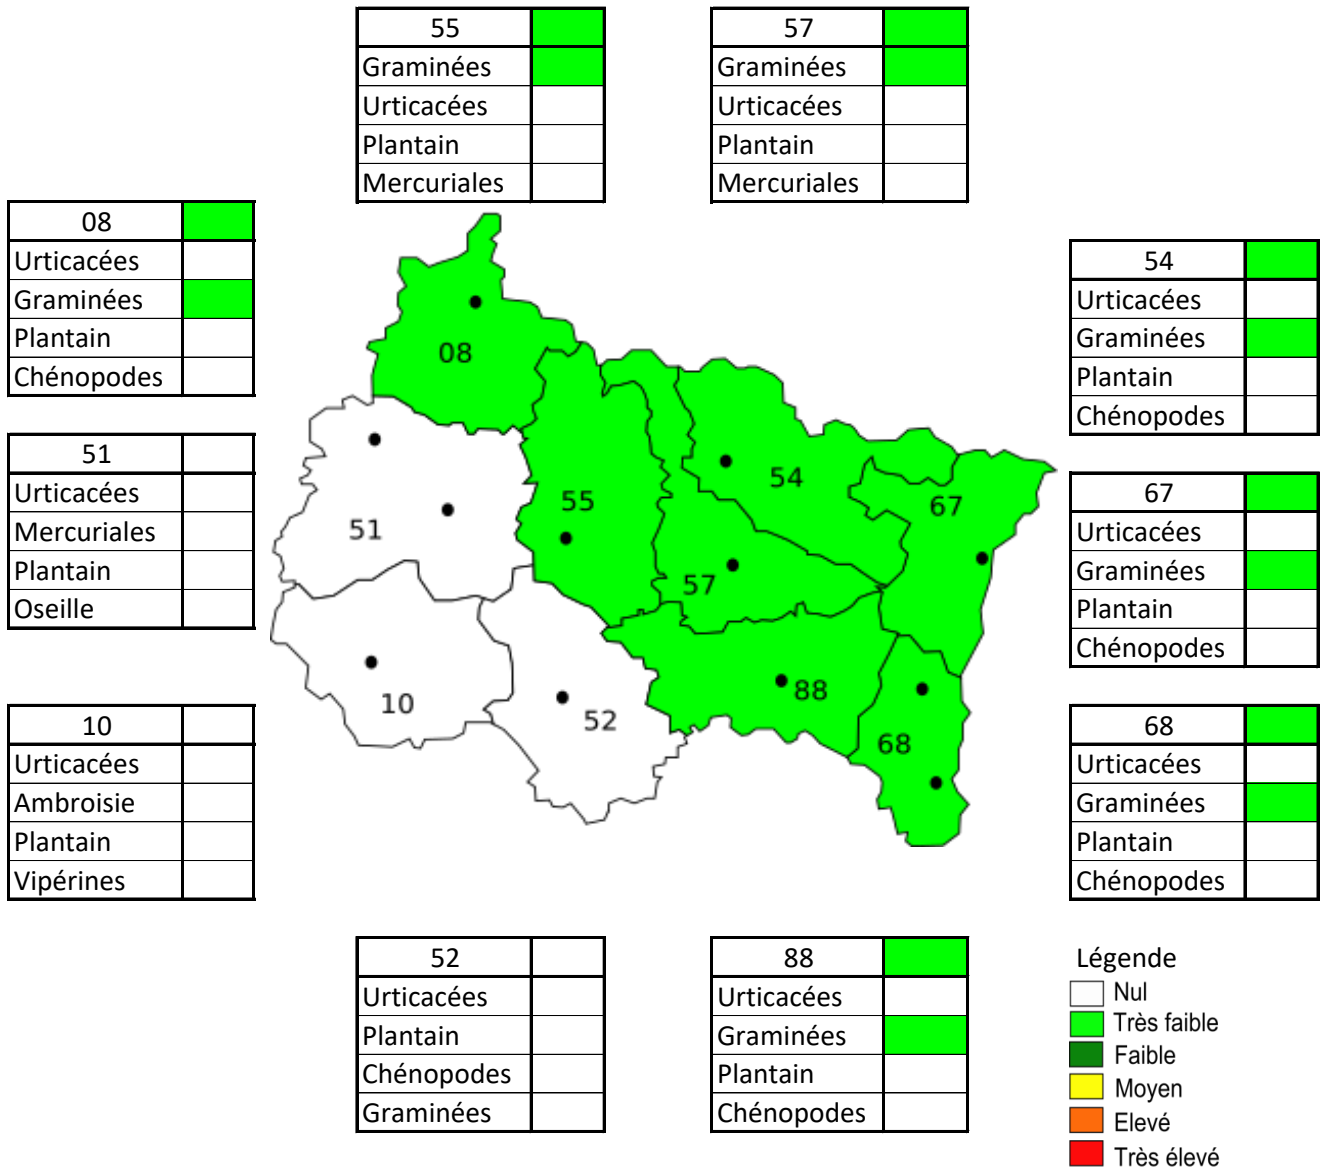 55
Graminées
Urticacées
Plantain
Mercuriales
57
Graminées
Urticacées
Plantain
Mercuriales
08
Urticacées
Graminées
Plantain
Chénopodes
51
Urticacées
Mercuriales
Plantain
Oseille
10
Urticacées
Ambroisie
Plantain
Vipérines
08
51
55
54
67
57
10
52
88
68
54
Urticacées
Graminées
Plantain
Chénopodes
67
Urticacées
Graminées
Plantain
Chénopodes
68
Urticacées
Graminées
Plantain
Chénopodes
52
Urticacées
Plantain
Chénopodes
Graminées
88
Urticacées
Graminées
Plantain
Chénopodes
Légende
Nul
Très faible
Faible
Moyen
Elevé
Très élevé